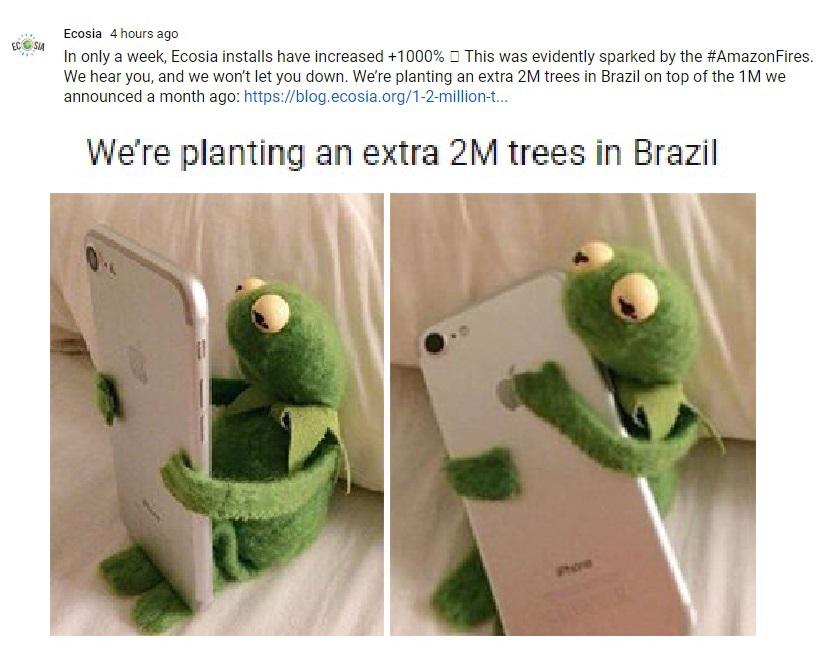 EC SIA
Ecosia 4 hours ago
In only a week, Ecosia installs have increased +1000% ▯ This was evidently sparked by the #AmazonFires.
We hear you, and we won't let you down. We're planting an extra 2M trees in Brazil on top of the 1M we
announced a month ago: https://blog.ecosia.org/1-2-million-t...
We're planting an extra 2M trees in Brazil
iPhone